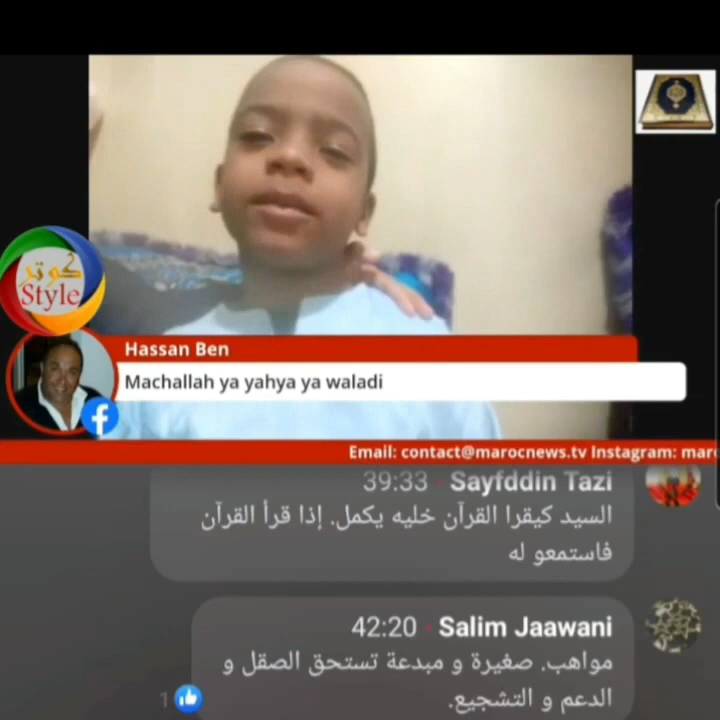 كوثر
Style
Hassan Ben
Machallah ya yahya ya waladi
Email: contact@marocnews.tv Instagram:
39:33 · Sayfddin Tazi
السيد كيقرا القرآن خليه يكمل. إذا قرأ القرآن
فاستمعو له
42:20 · Salim Jaawani
مواهب. صغيرة و مبدعة تستحق الصقل و
الدعم و التشجيع.
1